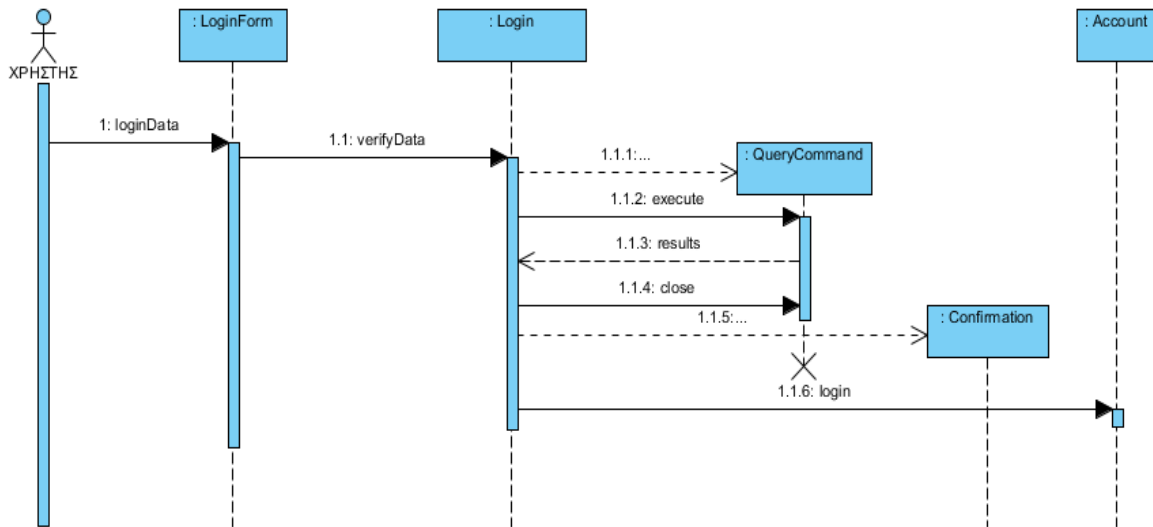 : LoginForm
: Login
: Account
ΧΡΗΣΤΗΣ
1: loginData
1.1: verifyData
1.1.1:...
: QueryCommand
1.1.2: execute
1.1.3: results
1.1.4: close
1.1.5:...
: Confirmation
1.1.6: login